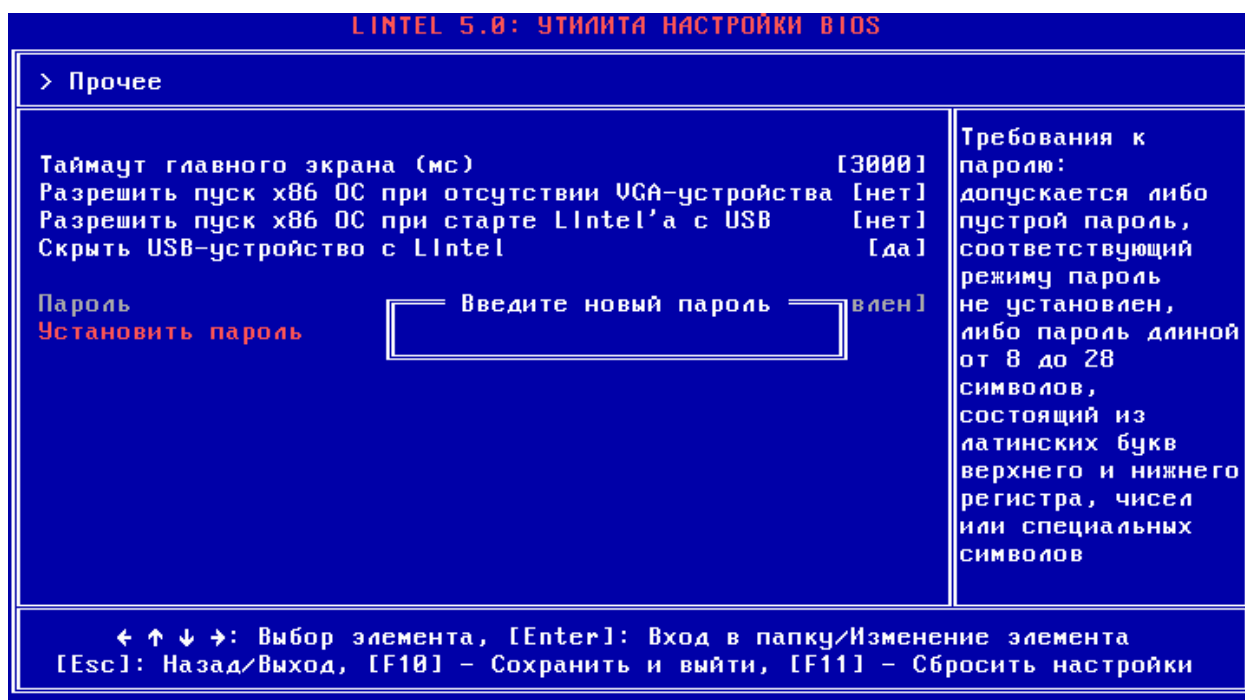 LINTEL 5.0: УТИЛИТА НАСТРОЙКИ BIOS
> Прочее
Таймаут главного экрана (мс) [3000]
Разрешить пуск x86 ОС при отсутствии VGA-устройства [нет]
Разрешить пуск x86 ОС при старте LIntel'а с USB [нет]
Скрыть USB-устройство с LIntel [да]
Пароль влен]
Введите новый пароль
Установить пароль
Требования к
паролю:
допускается либо
пустрой пароль,
соответствующий
режиму пароль
не установлен,
либо пароль длиной
от 8 до 28
символов,
состоящий из
латинских букв
верхнего и нижнего
регистра, чисел
или специальных
символов
← ↑ ↓ →: Выбор элемента, [Enter]: Вход в папку/Изменение элемента
[Esc]: Назад/Выход, [F10] - Сохранить и выйти, [F11] - Сбросить настройки